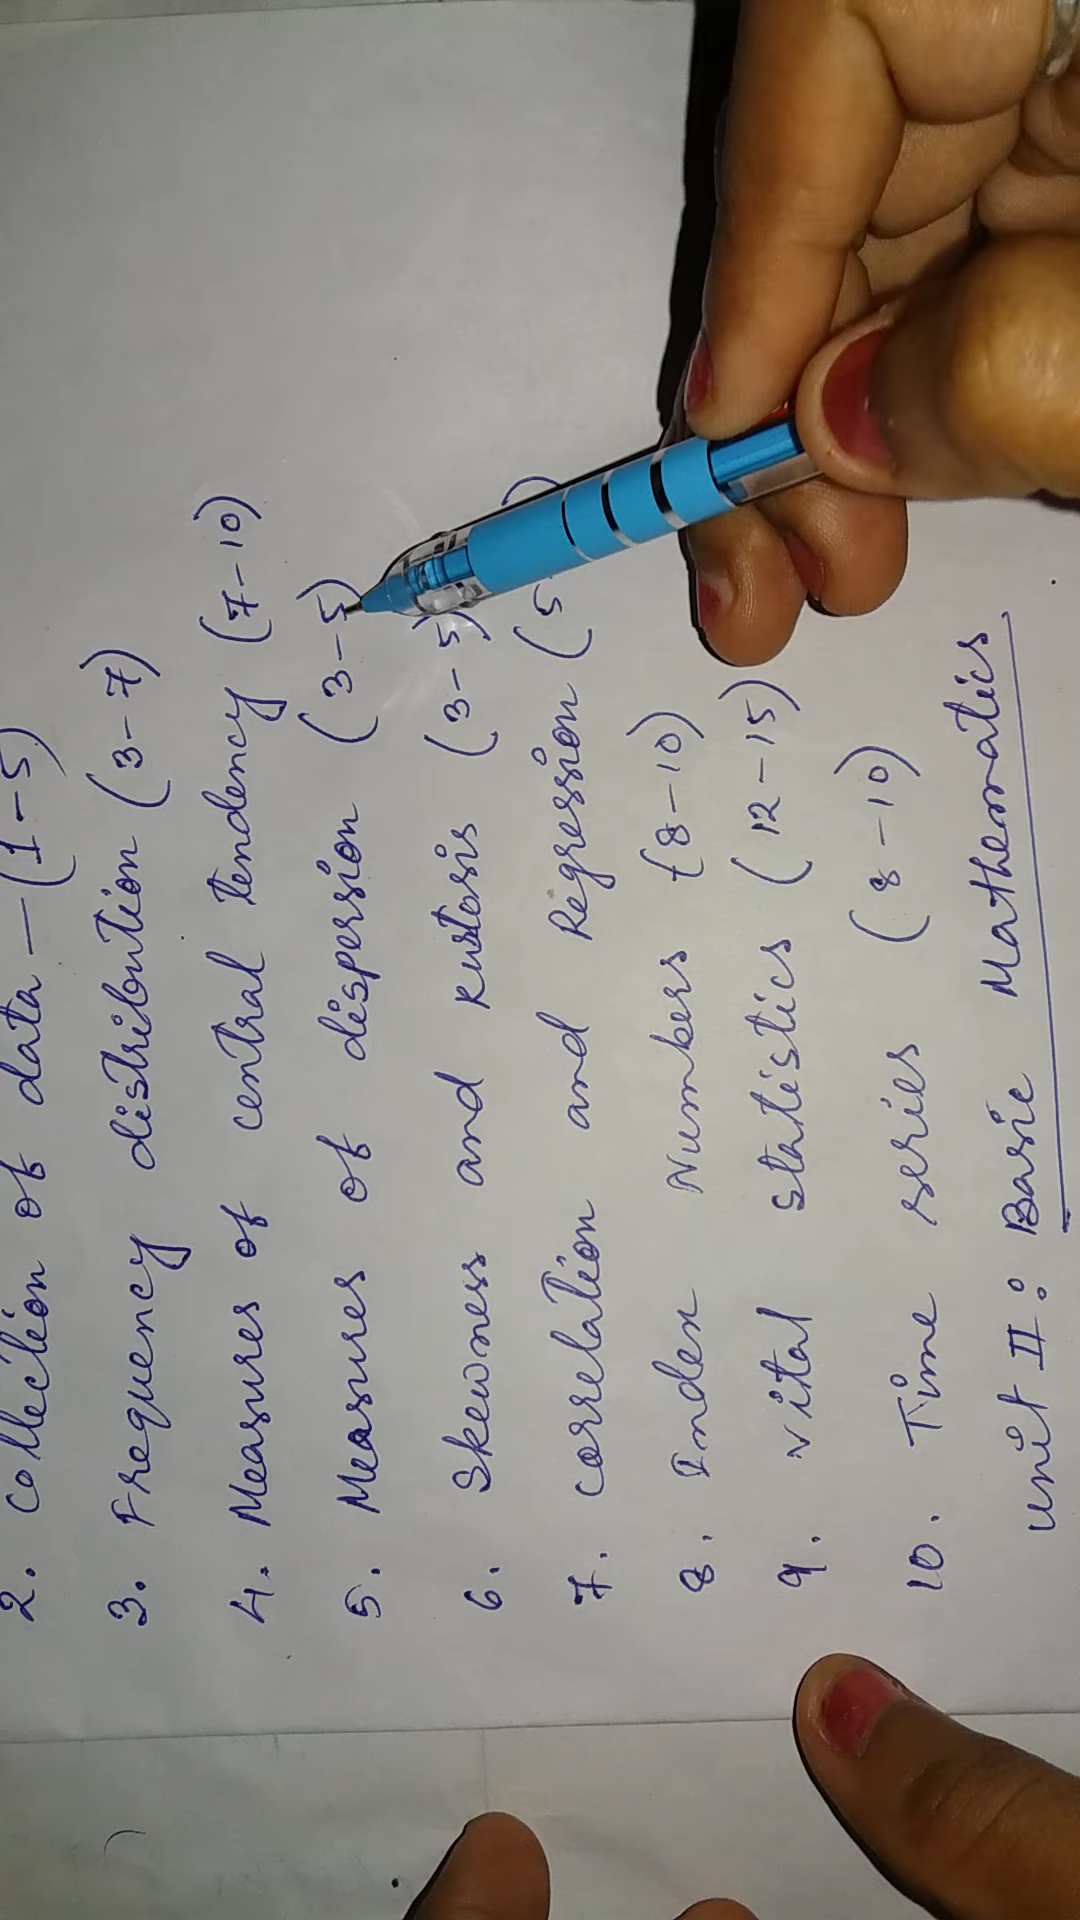 2. collection of data - (1-5)
3. Frequency distribution (3-7)
4. Measures of central tendency (7-10)
5. Measures of dispersion (3-5)
6. Skewness and kustosis (3-5)
7. correlation and Regression (5 )
8. Index Numbers (8-10)
9. vital statistics (12-15)
10. Time series (8-10)
unit II : Basic Mathematics